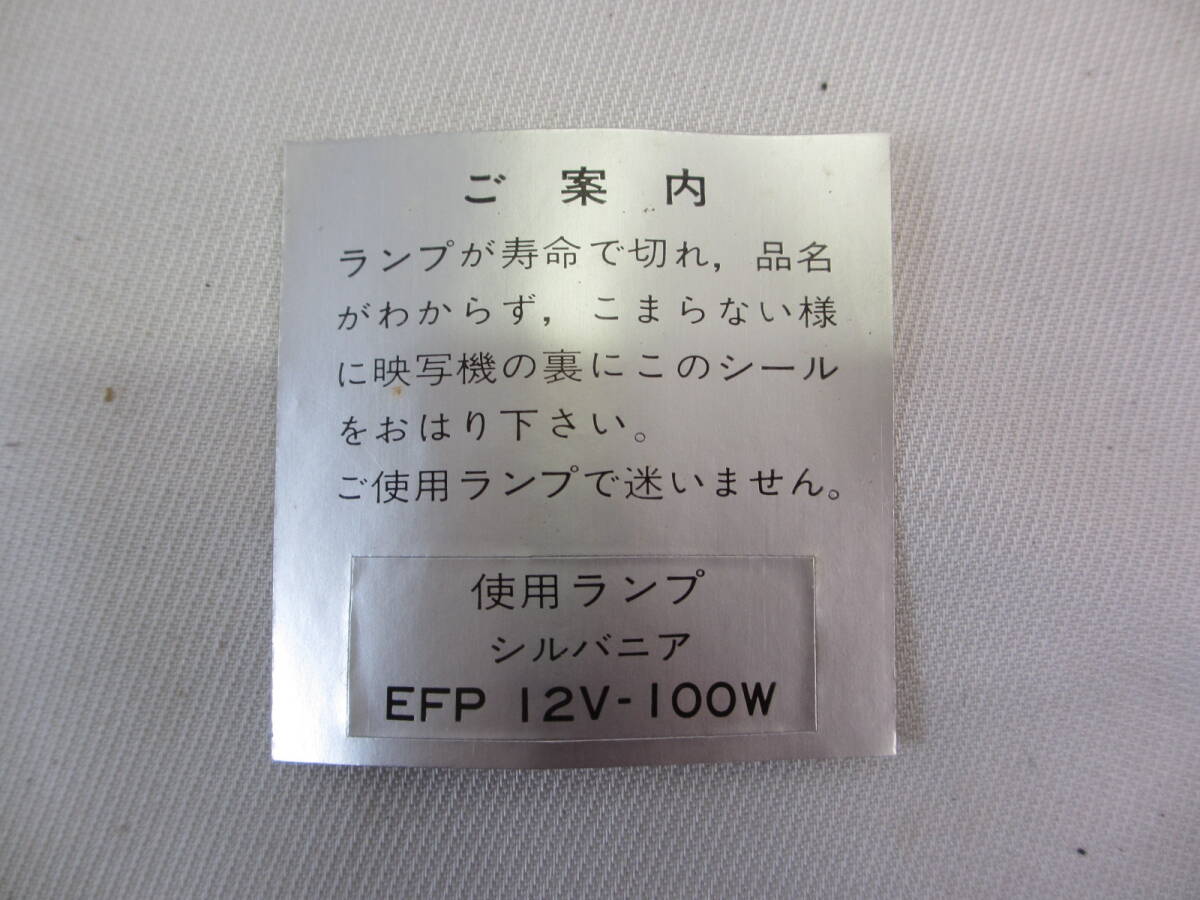 ご案内
ランプが寿命で切れ，品名
がわからず，こまらない様
に映写機の裏にこのシール
をおはり下さい。
ご使用ランプで迷いません。
使用ランプ
シルバニア
EFP 12V-100W